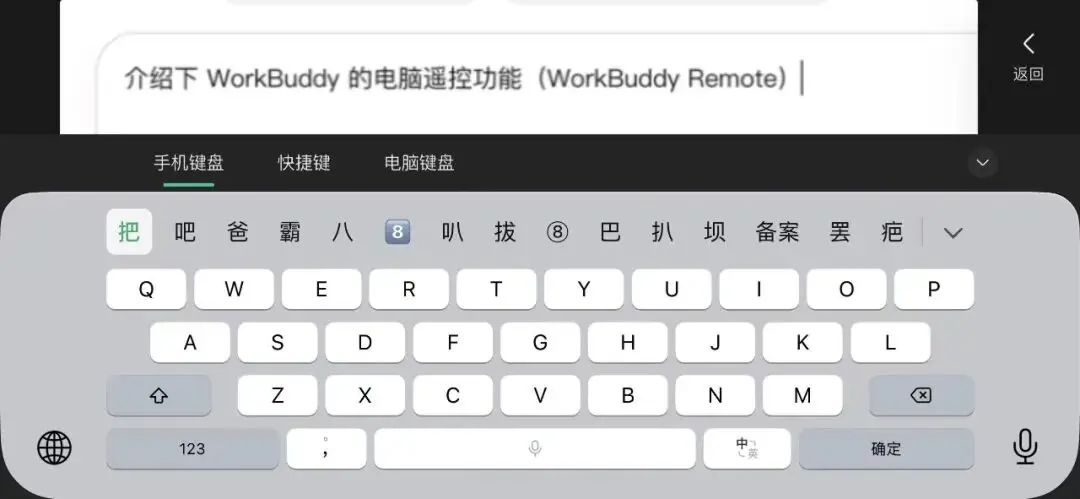 介绍下 WorkBuddy 的电脑遥控功能（WorkBuddy Remote）
返回
手机键盘 快捷键 电脑键盘
把 吧 爸 霸 八 8 叭 拔 ⑧ 巴 扒 坝 备案 罢 疤
Q W E R T Y U I O P
A S D F G H J K L
Z X C V B N M
123 ; 中 英 确定